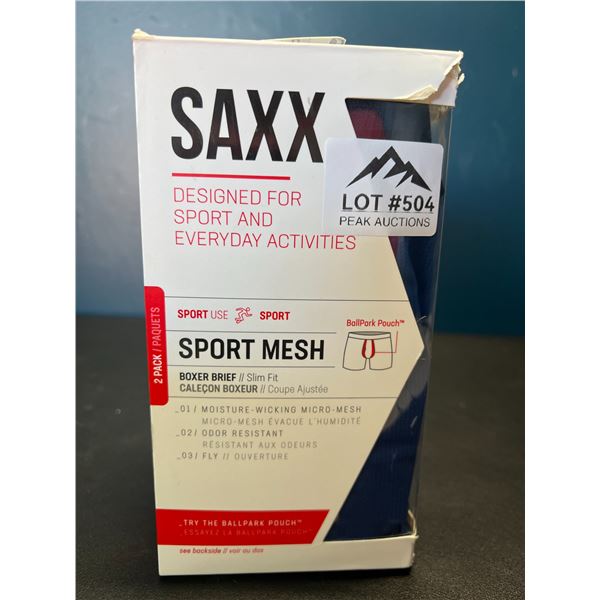 SAXX
DESIGNED FOR
SPORT AND
EVERYDAY ACTIVITIES
LOT #504
PEAK AUCTIONS
2 PACK / PAQUETS
SPORT USE SPORT
SPORT MESH
BallPark Pouch™
BOXER BRIEF // Slim Fit
CALEÇON BOXEUR // Coupe Ajustée
_01/ MOISTURE-WICKING MICRO-MESH
MICRO-MESH ÉVACUE L'HUMIDITÉ
_02/ ODOR RESISTANT
RÉSISTANT AUX ODEURS
_03/ FLY // OUVERTURE
_TRY THE BALLPARK POUCH™
_ESSAYEZ LA BALLPARK POUCH™
see backside // voir au dos